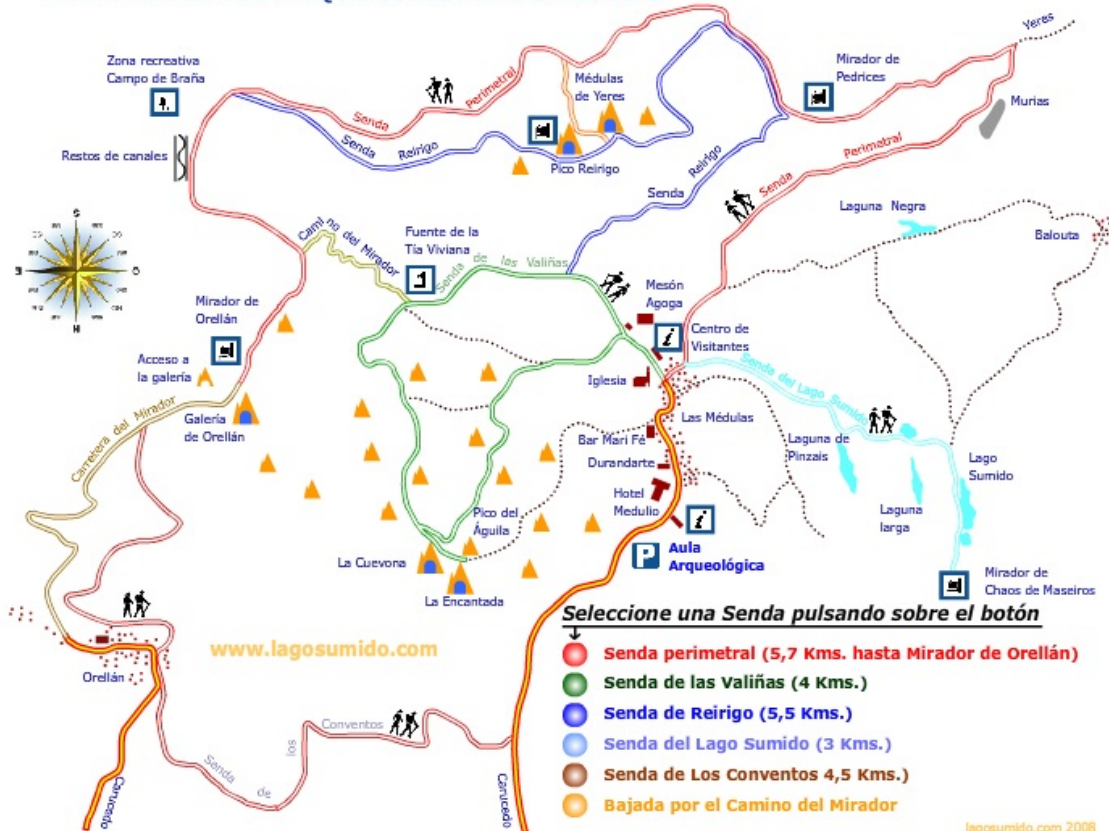 Yeres
Zona recreativa
Campo de Braña
Médulas
de Yeres
Mirador de
Pedrices
Senda
Perimetral
Murias
Restos de canales
Senda
Reirigo
Pico Reirigo
Reirigo
Senda
Perimetral
Senda
Laguna Negra
Balouta
Camino del Mirador
Fuente de la
Tía Viviana
Senda de las Valiñas
Mesón
Agoga
Mirador de
Orellán
Centro de
Visitantes
Acceso a
la galería
Iglesia
Senda del Lago Sumido
Carretera del Mirador
Galería
de Orellán
Las Médulas
Bar Mari Fé
Laguna de
Pinzais
Durandarte
Lago
Sumido
Hotel
Medulio
Laguna
larga
Pico del
Águila
P
Aula
Arqueológica
La Cuevona
La Encantada
Mirador de
Chaos de Maseiros
Seleccione una Senda pulsando sobre el botón
www.lagosumido.com
Senda perimetral (5,7 Kms. hasta Mirador de Orellán)
Orellán
Senda de las Valiñas (4 Kms.)
Senda de Reirigo (5,5 Kms.)
Senda de los Conventos
Senda del Lago Sumido (3 Kms.)
Senda de Los Conventos 4,5 Kms.)
Carucedo
Carucedo
Bajada por el Camino del Mirador
lagosumido.com 2008